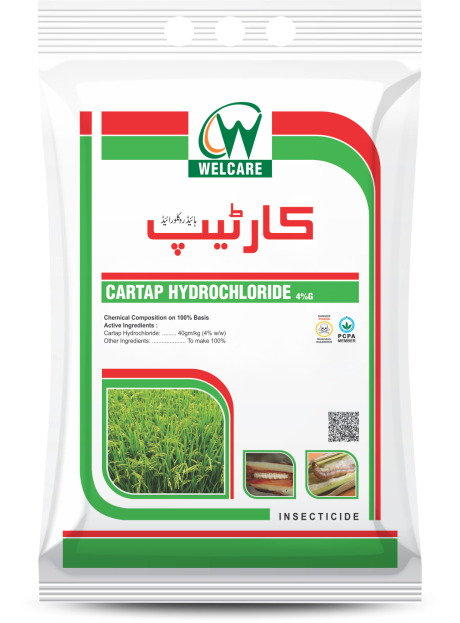 W
WELCARE
کارٹیپ ہائیڈروکلورائیڈ
CARTAP HYDROCHLORIDE 4%G
Chemical Composition on 100% Basis
Active Ingredients :
Cartap Hydrochloride: ......... 40gm/kg (4% w/w)
Other Ingredients: ..................... To make 100%
PCPA
MEMBER
INSECTICIDE